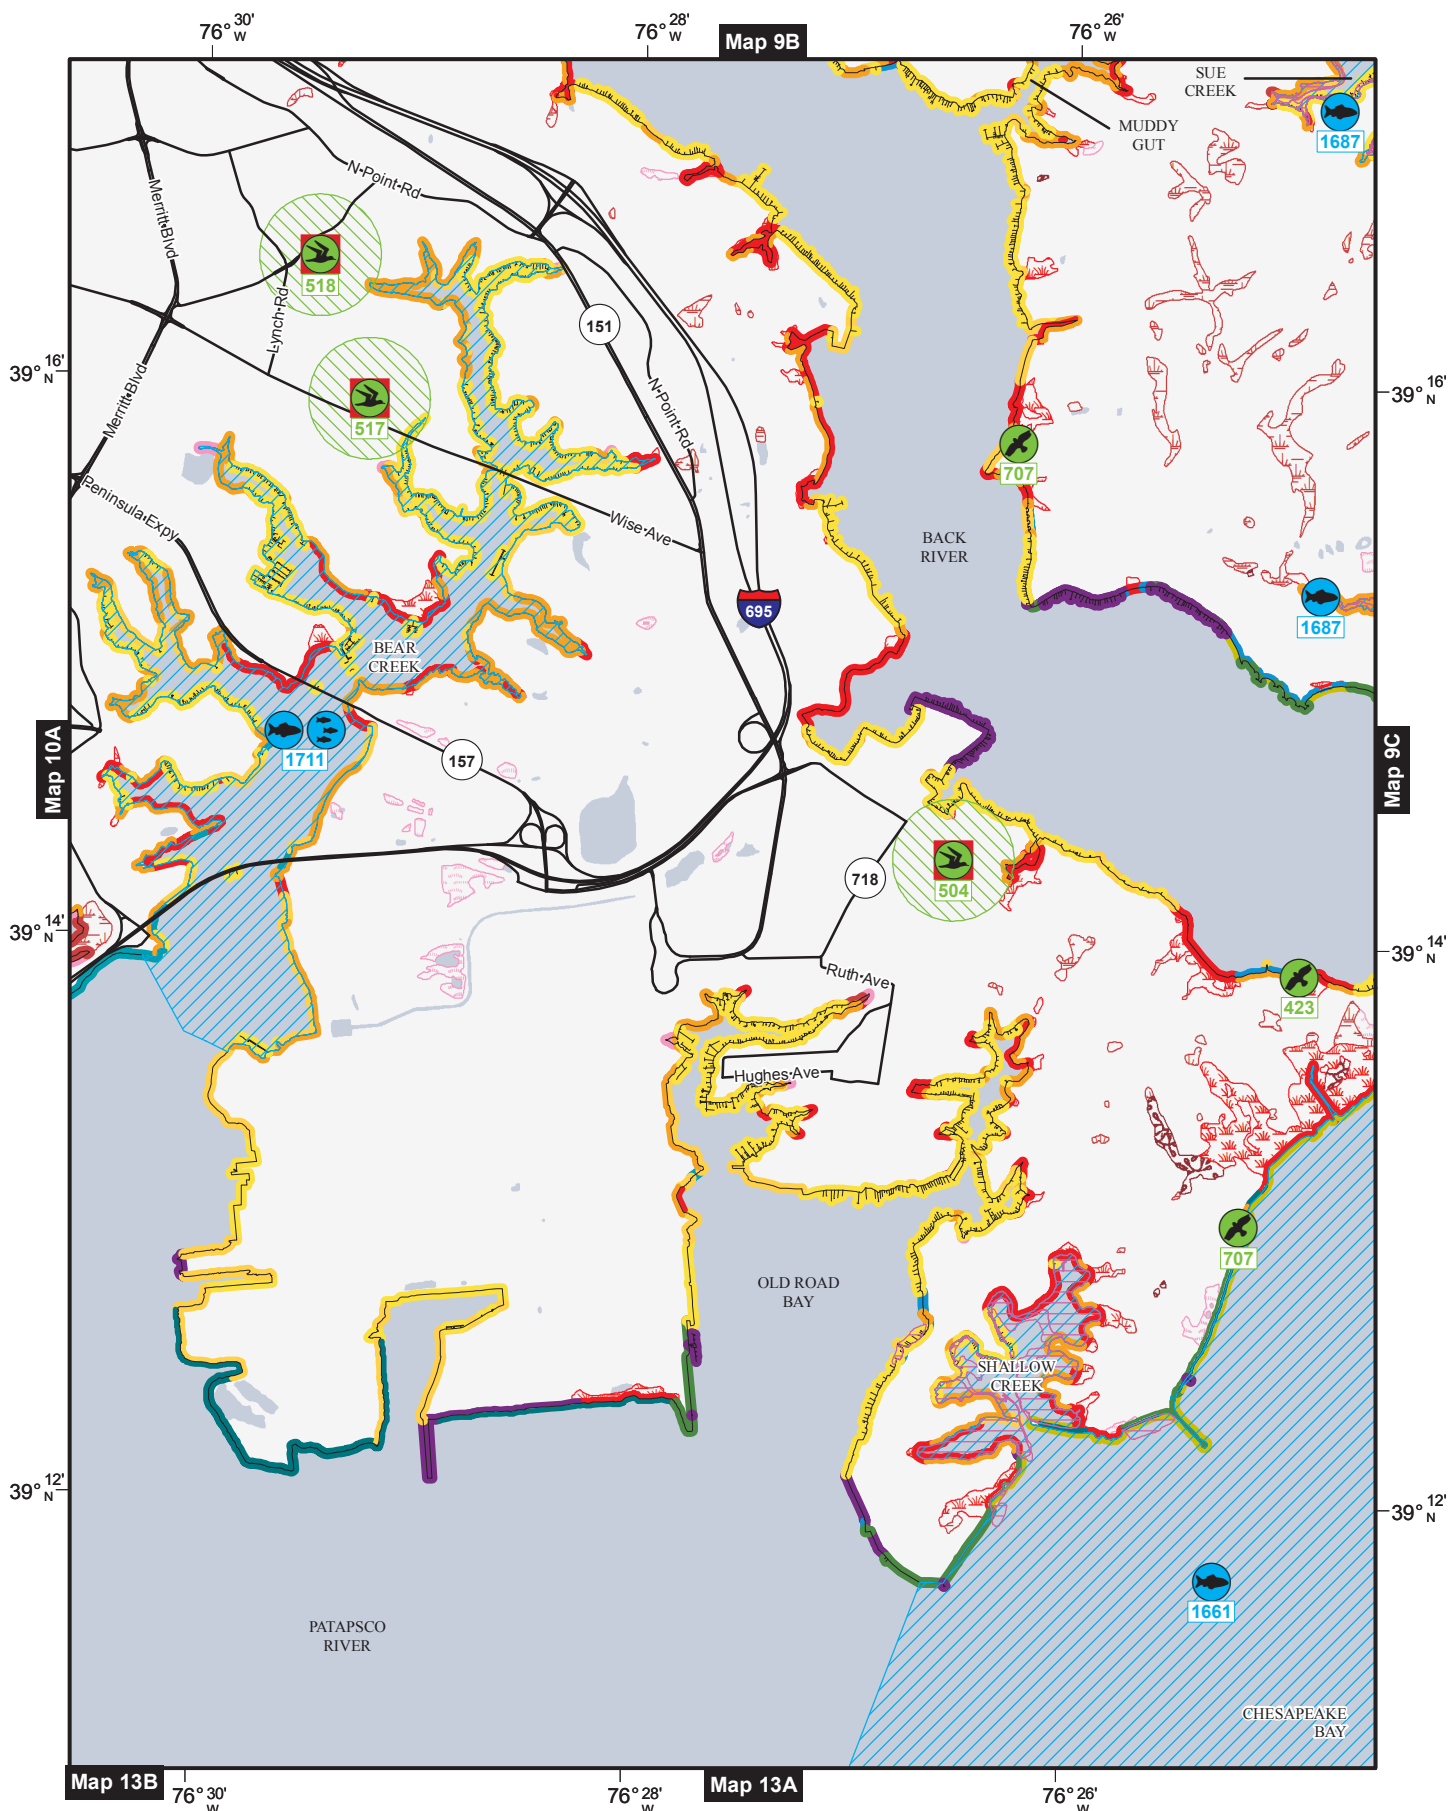 76° 30' W
76° 28' W
76° 26' W
Map 9B
SUE
CREEK
1687
MUDDY
GUT
N Point Rd
Merritt Blvd
518
Lynch Rd
151
39° 16' N
39° 16' N
Merritt Blvd
517
N Point Rd
707
Peninsula Expy
Wise Ave
BACK
RIVER
695
1687
BEAR
CREEK
Map 10A
1711
157
Map 9C
718
504
39° 14' N
39° 14' N
Ruth Ave
423
Hughes Ave
707
OLD ROAD
BAY
SHALLOW
CREEK
39° 12' N
39° 12' N
1661
PATAPSCO
RIVER
CHESAPEAKE
BAY
Map 13B
Map 13A
76° 30' W
76° 28' W
76° 26' W